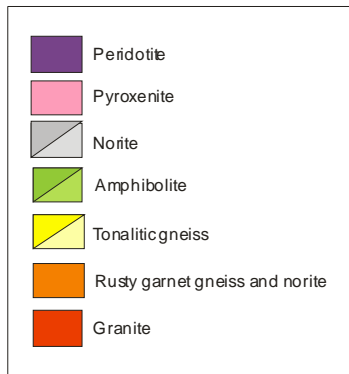 Peridotite
Pyroxenite
Norite
Amphibolite
Tonalitic gneiss
Rusty garnet gneiss and norite
Granite